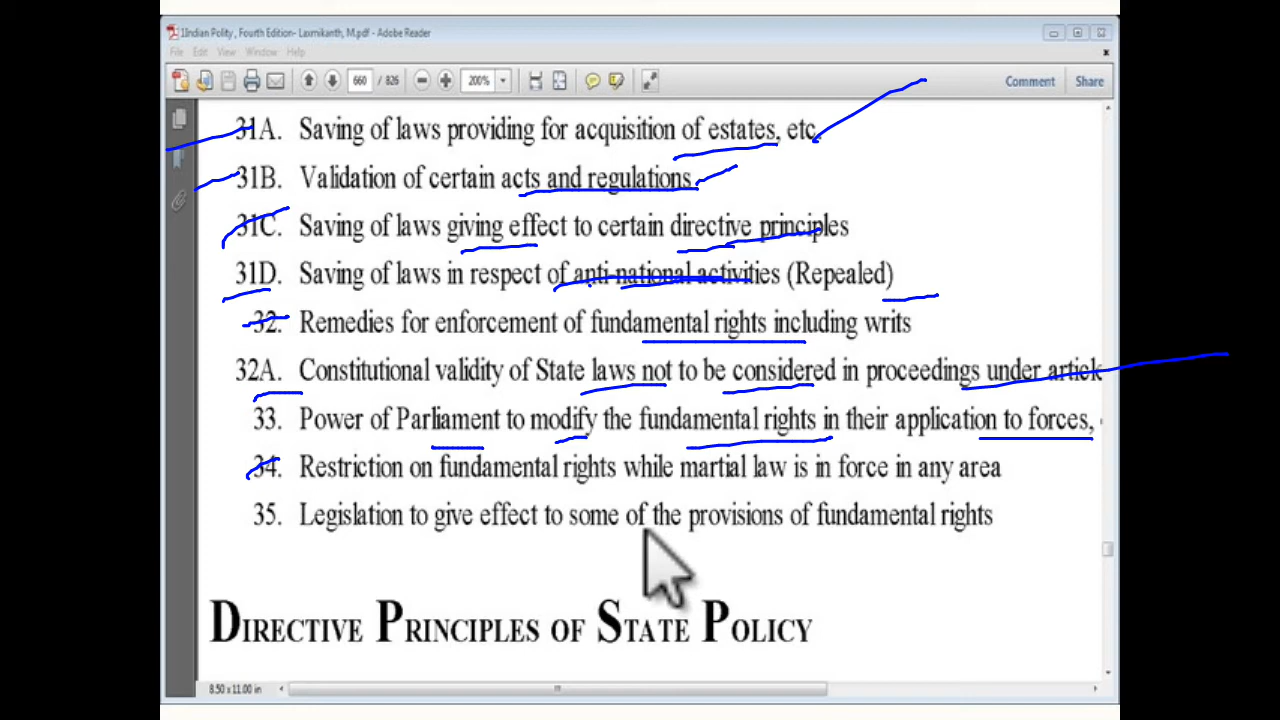 1Indian Polity , Fourth Edition- Laxmikanth, M.pdf - Adobe Reader
File Edit View Window Help
660 / 826 200% Comment Share
31A. Saving of laws providing for acquisition of estates, etc.
31B. Validation of certain acts and regulations
31C. Saving of laws giving effect to certain directive principles
31D. Saving of laws in respect of anti-national activities (Repealed)
32. Remedies for enforcement of fundamental rights including writs
32A. Constitutional validity of State laws not to be considered in proceedings under
33. Power of Parliament to modify the fundamental rights in their application to forces,
34. Restriction on fundamental rights while martial law is in force in any area
35. Legislation to give effect to some of the provisions of fundamental rights
DIRECTIVE PRINCIPLES OF STATE POLICY
8.50 x 11.00 in